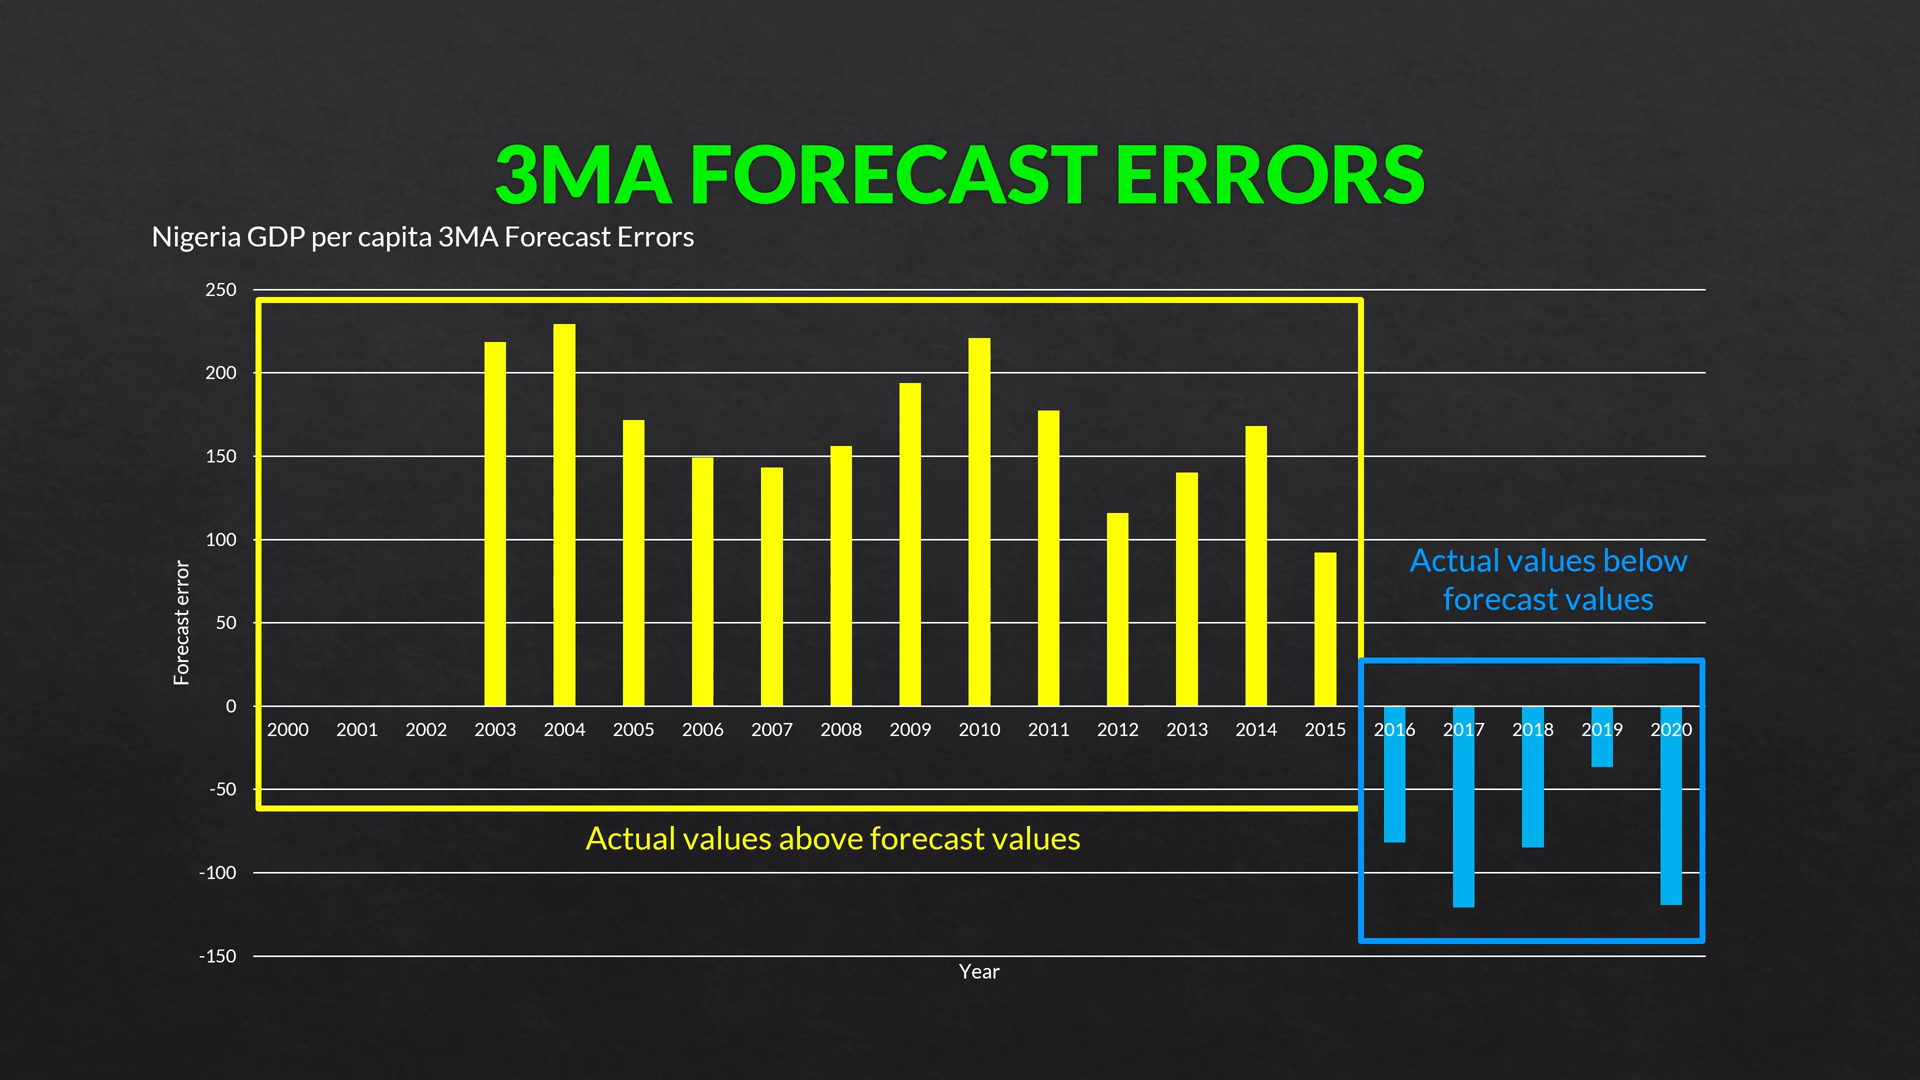 3MA FORECAST ERRORS
Nigeria GDP per capita 3MA Forecast Errors
250
200
150
100
50
0
-50
-100
-150
Forecast error
2000 2001 2002 2003 2004 2005 2006 2007 2008 2009 2010 2011 2012 2013 2014 2015 2016 2017 2018 2019 2020
Actual values below
forecast values
Actual values above forecast values
Year